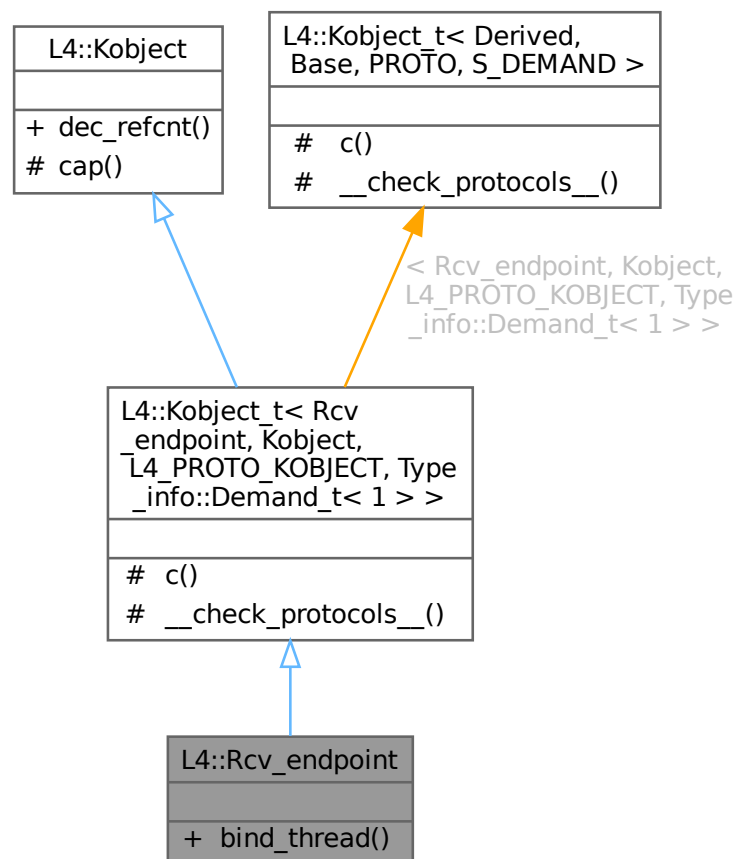 L4::Kobject
+ dec_refcnt()
# cap()
L4::Kobject_t< Derived,
Base, PROTO, S_DEMAND >
# c()
# __check_protocols__()
< Rcv_endpoint, Kobject,
L4_PROTO_KOBJECT, Type
_info::Demand_t< 1 > >
L4::Kobject_t< Rcv
_endpoint, Kobject,
L4_PROTO_KOBJECT, Type
_info::Demand_t< 1 > >
# c()
# __check_protocols__()
L4::Rcv_endpoint
+ bind_thread()